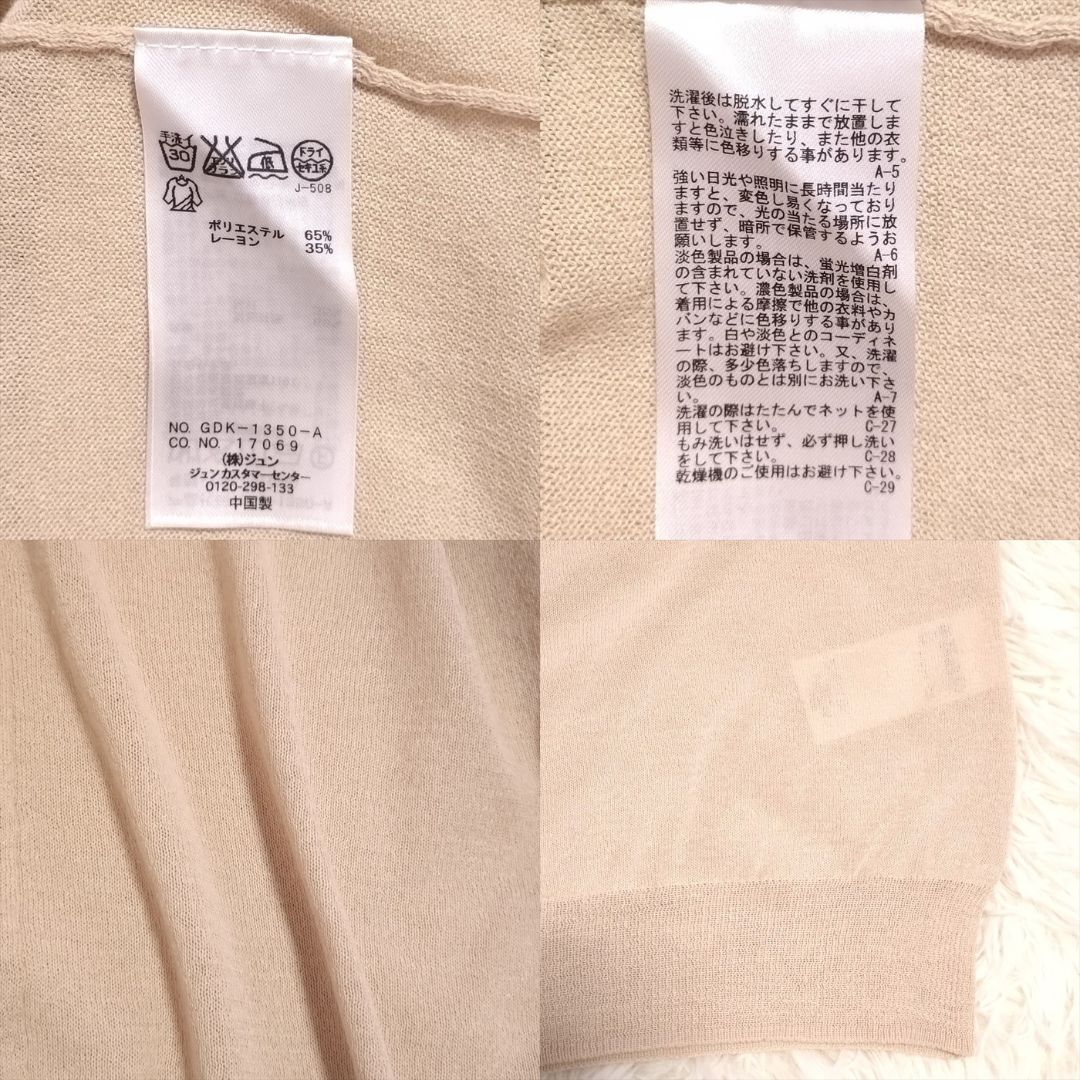 手洗イ
30
エンソ
サラシ
低
ドライ
セキユ系
J-508
ポリエステル 65%
レーヨン 35%
NO. GDK-1350-A
CO. NO. 17069
(株)ジュン
ジュンカスタマーセンター
0120-298-133
中国製
洗濯後は脱水してすぐに干して
下さい。濡れたままで放置しま
すと色泣きしたり、また他の衣
類等に色移りする事があります。
A-5
強い日光や照明に長時間当たり
ますと、変色し易くなっており
ますので、光の当たる場所に放
置せず、暗所で保管するようお
願いします。
A-6
淡色製品の場合は、蛍光増白剤
の含まれていない洗剤を使用し
て下さい。濃色製品の場合は、
着用による摩擦で他の衣料やカ
バンなどに色移りする事があり
ます。白や淡色とのコーディネ
ートはお避け下さい。又、洗濯
の際、多少色落ちしますので、
淡色のものとは別にお洗い下さ
い。
A-7
洗濯の際はたたんでネットを使
用して下さい。
C-27
もみ洗いはせず、必ず押し洗い
をして下さい。
C-28
乾燥機のご使用はお避け下さい。
C-29